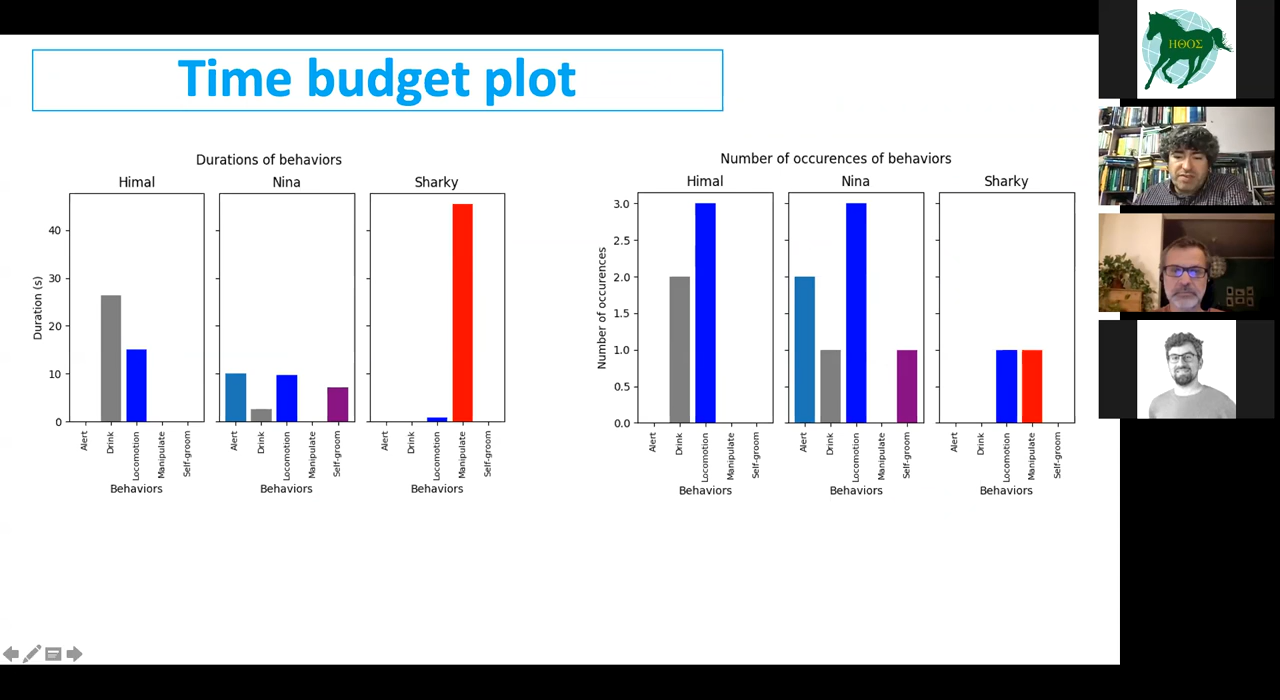 Time budget plot
Durations of behaviors
Himal
Nina
Sharky
Duration (s)
40
30
20
10
0
Alert
Drink
Locomotion
Manipulate
Self-groom
Behaviors
Alert
Drink
Locomotion
Manipulate
Self-groom
Behaviors
Alert
Drink
Locomotion
Manipulate
Self-groom
Behaviors
Number of occurences of behaviors
Himal
Nina
Sharky
Number of occurences
3.0
2.5
2.0
1.5
1.0
0.5
0.0
Alert
Drink
Locomotion
Manipulate
Self-groom
Behaviors
Alert
Drink
Locomotion
Manipulate
Self-groom
Behaviors
Alert
Drink
Locomotion
Manipulate
Self-groom
Behaviors
ΗΘΟΣ